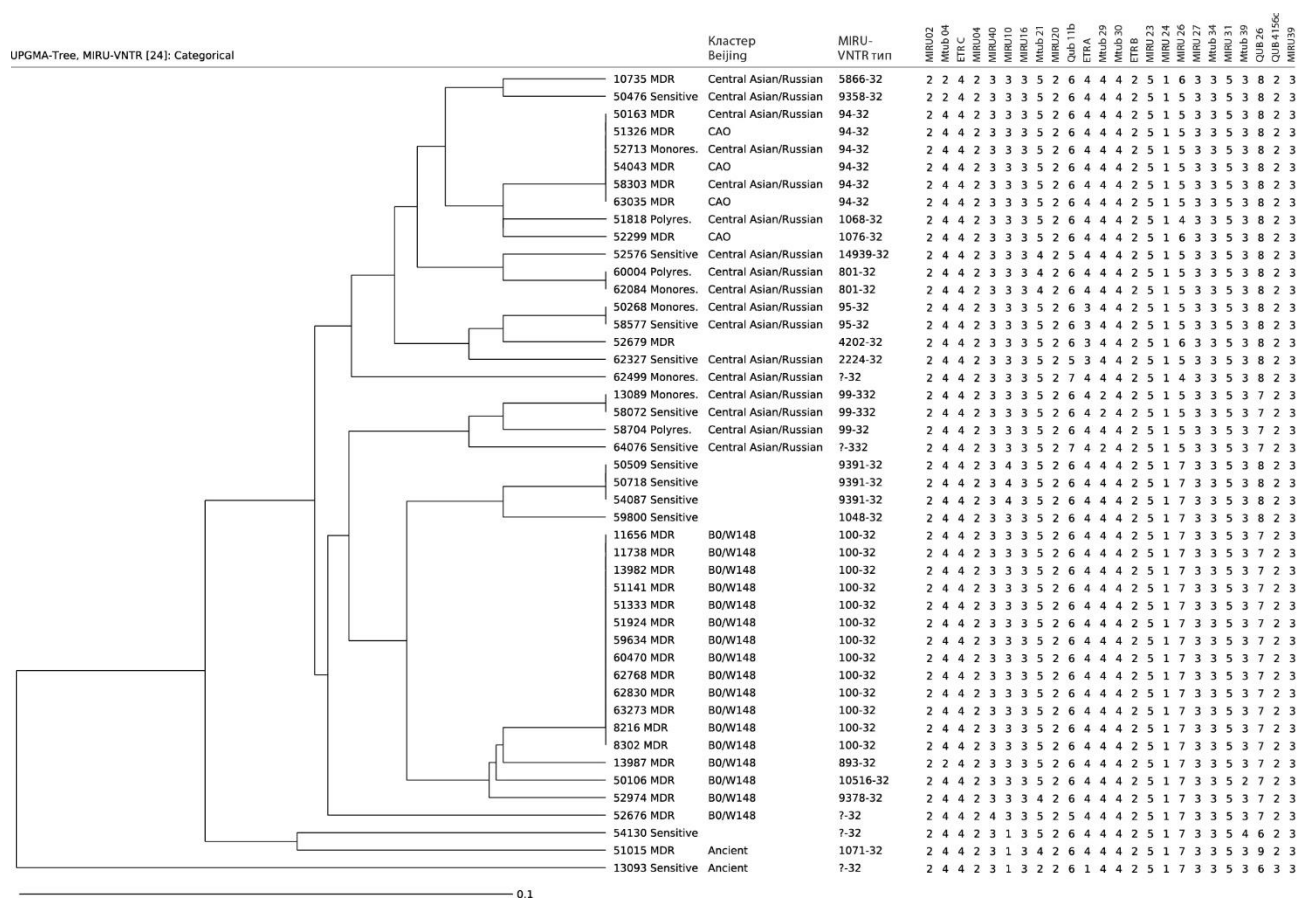 UPGMA-Tree, MIRU-VNTR [24]: Categorical
Кластер Beijing
MIRU-VNTR тип
MIRU02 Mtub 04 ETR C MIRU04 MIRU40 MIRU10 MIRU16 Mtub 21 MIRU20 Qub 11b ETR A Mtub 29 Mtub 30 ETR B MIRU 23 MIRU 24 MIRU 26 MIRU 27 Mtub 34 MIRU 31 Mtub 39 QUB 26 QUB 4156c MIRU39
10735 MDR Central Asian/Russian 5866-32 2 2 4 2 3 3 3 5 2 6 4 4 4 2 5 1 6 3 3 5 3 8 2 3
50476 Sensitive Central Asian/Russian 9358-32 2 2 4 2 3 3 3 5 2 6 4 4 4 2 5 1 5 3 3 5 3 8 2 3
50163 MDR Central Asian/Russian 94-32 2 4 4 2 3 3 3 5 2 6 4 4 4 2 5 1 5 3 3 5 3 8 2 3
51326 MDR CAO 94-32 2 4 4 2 3 3 3 5 2 6 4 4 4 2 5 1 5 3 3 5 3 8 2 3
52713 Monores. Central Asian/Russian 94-32 2 4 4 2 3 3 3 5 2 6 4 4 4 2 5 1 5 3 3 5 3 8 2 3
54043 MDR CAO 94-32 2 4 4 2 3 3 3 5 2 6 4 4 4 2 5 1 5 3 3 5 3 8 2 3
58303 MDR Central Asian/Russian 94-32 2 4 4 2 3 3 3 5 2 6 4 4 4 2 5 1 5 3 3 5 3 8 2 3
63035 MDR CAO 94-32 2 4 4 2 3 3 3 5 2 6 4 4 4 2 5 1 5 3 3 5 3 8 2 3
51818 Polyres. Central Asian/Russian 1068-32 2 4 4 2 3 3 3 5 2 6 4 4 4 2 5 1 4 3 3 5 3 8 2 3
52299 MDR CAO 1076-32 2 4 4 2 3 3 3 5 2 6 4 4 4 2 5 1 6 3 3 5 3 8 2 3
52576 Sensitive Central Asian/Russian 14939-32 2 4 4 2 3 3 3 4 2 5 4 4 4 2 5 1 5 3 3 5 3 8 2 3
60004 Polyres. Central Asian/Russian 801-32 2 4 4 2 3 3 3 4 2 6 4 4 4 2 5 1 5 3 3 5 3 8 2 3
62084 Monores. Central Asian/Russian 801-32 2 4 4 2 3 3 3 4 2 6 4 4 4 2 5 1 5 3 3 5 3 8 2 3
50268 Monores. Central Asian/Russian 95-32 2 4 4 2 3 3 3 5 2 6 3 4 4 2 5 1 5 3 3 5 3 8 2 3
58577 Sensitive Central Asian/Russian 95-32 2 4 4 2 3 3 3 5 2 6 3 4 4 2 5 1 5 3 3 5 3 8 2 3
52679 MDR 4202-32 2 4 4 2 3 3 3 5 2 6 3 4 4 2 5 1 6 3 3 5 3 8 2 3
62327 Sensitive Central Asian/Russian 2224-32 2 4 4 2 3 3 3 5 2 5 3 4 4 2 5 1 5 3 3 5 3 8 2 3
62499 Monores. Central Asian/Russian ?-32 2 4 4 2 3 3 3 5 2 7 4 4 4 2 5 1 4 3 3 5 3 8 2 3
13089 Monores. Central Asian/Russian 99-332 2 4 4 2 3 3 3 5 2 6 4 2 4 2 5 1 5 3 3 5 3 7 2 3
58072 Sensitive Central Asian/Russian 99-332 2 4 4 2 3 3 3 5 2 6 4 2 4 2 5 1 5 3 3 5 3 7 2 3
58704 Polyres. Central Asian/Russian 99-32 2 4 4 2 3 3 3 5 2 6 4 4 4 2 5 1 5 3 3 5 3 7 2 3
64076 Sensitive Central Asian/Russian ?-332 2 4 4 2 3 3 3 5 2 7 4 2 4 2 5 1 5 3 3 5 3 7 2 3
50509 Sensitive 9391-32 2 4 4 2 3 4 3 5 2 6 4 4 4 2 5 1 7 3 3 5 3 8 2 3
50718 Sensitive 9391-32 2 4 4 2 3 4 3 5 2 6 4 4 4 2 5 1 7 3 3 5 3 8 2 3
54087 Sensitive 9391-32 2 4 4 2 3 4 3 5 2 6 4 4 4 2 5 1 7 3 3 5 3 8 2 3
59800 Sensitive 1048-32 2 4 4 2 3 3 3 5 2 6 4 4 4 2 5 1 7 3 3 5 3 8 2 3
11656 MDR B0/W148 100-32 2 4 4 2 3 3 3 5 2 6 4 4 4 2 5 1 7 3 3 5 3 7 2 3
11738 MDR B0/W148 100-32 2 4 4 2 3 3 3 5 2 6 4 4 4 2 5 1 7 3 3 5 3 7 2 3
13982 MDR B0/W148 100-32 2 4 4 2 3 3 3 5 2 6 4 4 4 2 5 1 7 3 3 5 3 7 2 3
51141 MDR B0/W148 100-32 2 4 4 2 3 3 3 5 2 6 4 4 4 2 5 1 7 3 3 5 3 7 2 3
51333 MDR B0/W148 100-32 2 4 4 2 3 3 3 5 2 6 4 4 4 2 5 1 7 3 3 5 3 7 2 3
51924 MDR B0/W148 100-32 2 4 4 2 3 3 3 5 2 6 4 4 4 2 5 1 7 3 3 5 3 7 2 3
59634 MDR B0/W148 100-32 2 4 4 2 3 3 3 5 2 6 4 4 4 2 5 1 7 3 3 5 3 7 2 3
60470 MDR B0/W148 100-32 2 4 4 2 3 3 3 5 2 6 4 4 4 2 5 1 7 3 3 5 3 7 2 3
62768 MDR B0/W148 100-32 2 4 4 2 3 3 3 5 2 6 4 4 4 2 5 1 7 3 3 5 3 7 2 3
62830 MDR B0/W148 100-32 2 4 4 2 3 3 3 5 2 6 4 4 4 2 5 1 7 3 3 5 3 7 2 3
63273 MDR B0/W148 100-32 2 4 4 2 3 3 3 5 2 6 4 4 4 2 5 1 7 3 3 5 3 7 2 3
8216 MDR B0/W148 100-32 2 4 4 2 3 3 3 5 2 6 4 4 4 2 5 1 7 3 3 5 3 7 2 3
8302 MDR B0/W148 100-32 2 4 4 2 3 3 3 5 2 6 4 4 4 2 5 1 7 3 3 5 3 7 2 3
13987 MDR B0/W148 893-32 2 2 4 2 3 3 3 5 2 6 4 4 4 2 5 1 7 3 3 5 3 7 2 3
50106 MDR B0/W148 10516-32 2 4 4 2 3 3 3 5 2 6 4 4 4 2 5 1 7 3 3 5 2 7 2 3
52974 MDR B0/W148 9378-32 2 4 4 2 3 3 3 4 2 6 4 4 4 2 5 1 7 3 3 5 3 7 2 3
52676 MDR B0/W148 ?-32 2 4 4 2 4 3 3 5 2 5 4 4 4 2 5 1 7 3 3 5 3 7 2 3
54130 Sensitive ?-32 2 4 4 2 3 1 3 5 2 6 4 4 4 2 5 1 7 3 3 5 4 6 2 3
51015 MDR Ancient 1071-32 2 4 4 2 3 1 3 4 2 6 4 4 4 2 5 1 7 3 3 5 3 9 2 3
13093 Sensitive Ancient ?-32 2 4 4 2 3 1 3 2 2 6 1 4 4 2 5 1 7 3 3 5 3 6 3 3
0.1